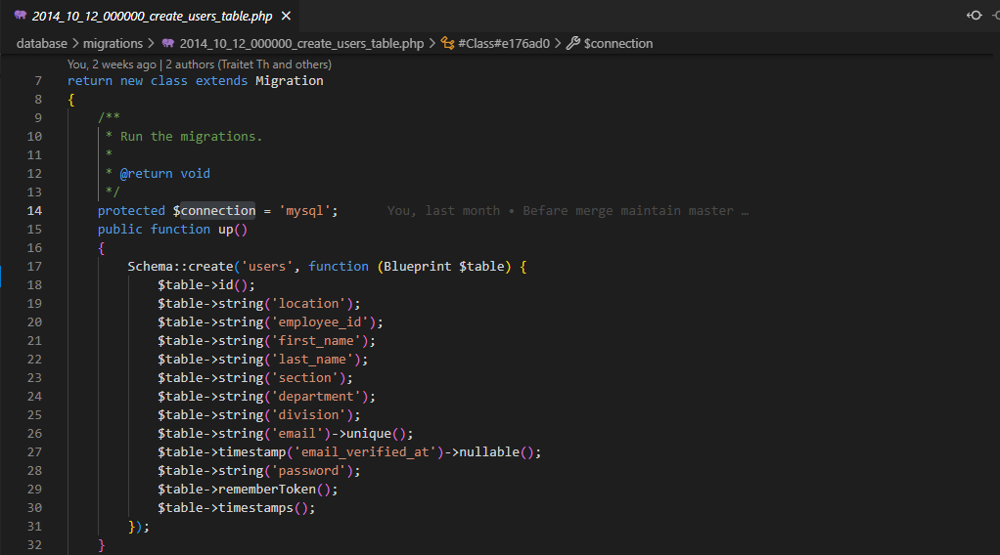 2014_10_12_000000_create_users_table.php
database > migrations > 2014_10_12_000000_create_users_table.php > #Class#e176ad0 > $connection
You, 2 weeks ago | 2 authors (Traitet Th and others)
7 return new class extends Migration
8 {
9 /**
10 * Run the migrations.
11 *
12 * @return void
13 */
14 protected $connection = 'mysql'; You, last month • Befare merge maintain master …
15 public function up()
16 {
17 Schema::create('users', function (Blueprint $table) {
18 $table->id();
19 $table->string('location');
20 $table->string('employee_id');
21 $table->string('first_name');
22 $table->string('last_name');
23 $table->string('section');
24 $table->string('department');
25 $table->string('division');
26 $table->string('email')->unique();
27 $table->timestamp('email_verified_at')->nullable();
28 $table->string('password');
29 $table->rememberToken();
30 $table->timestamps();
31 });
32 }